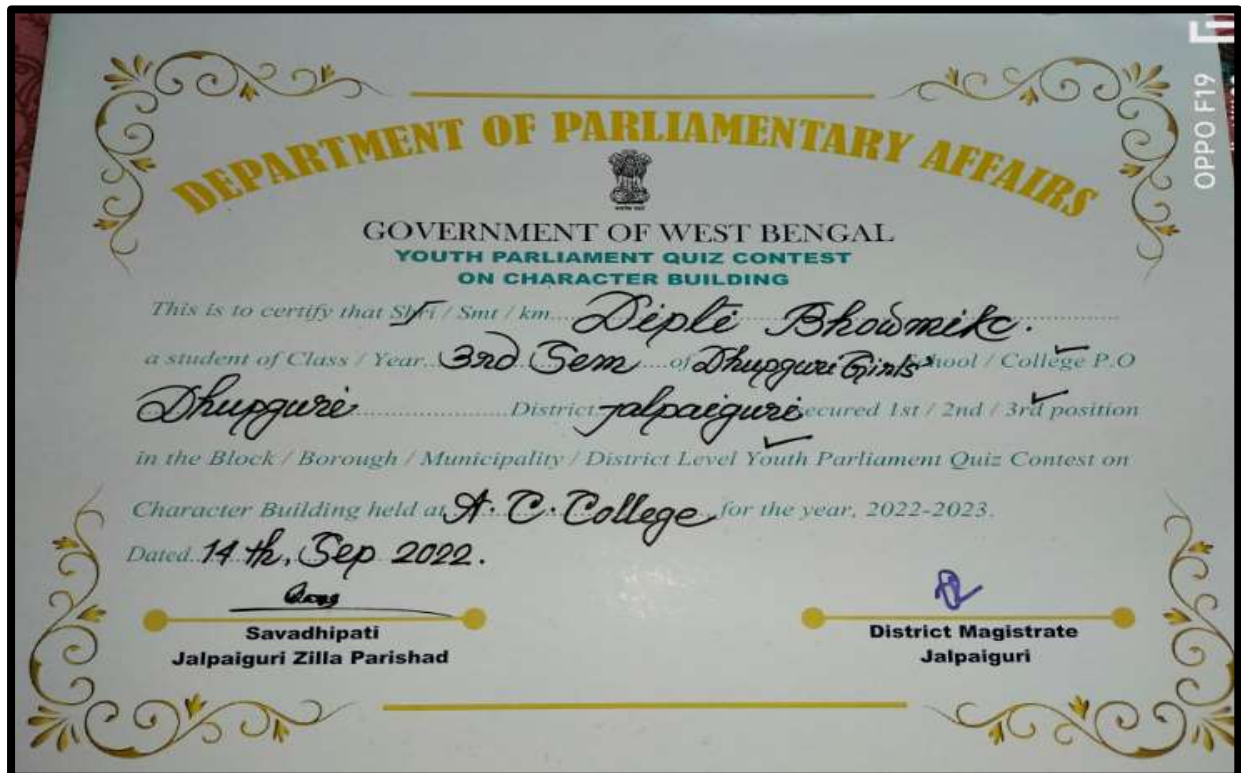 DEPARTMENT OF PARLIAMENTARY AFFAIRS
GOVERNMENT OF WEST BENGAL
YOUTH PARLIAMENT QUIZ CONTEST
ON CHARACTER BUILDING
This is to certify that Shri / Smt / km Dipti Bhowmik.
a student of Class / Year 3rd Sem of Dhupguri Girls' School / College P.O
Dhupguri District Jalpaiguri secured 1st / 2nd / 3rd position
in the Block / Borough / Municipality / District Level Youth Parliament Quiz Contest on
Character Building held at A. C. College for the year, 2022-2023.
Dated 14th, Sep 2022.
Savadhipati
Jalpaiguri Zilla Parishad
District Magistrate
Jalpaiguri
OPPO F19